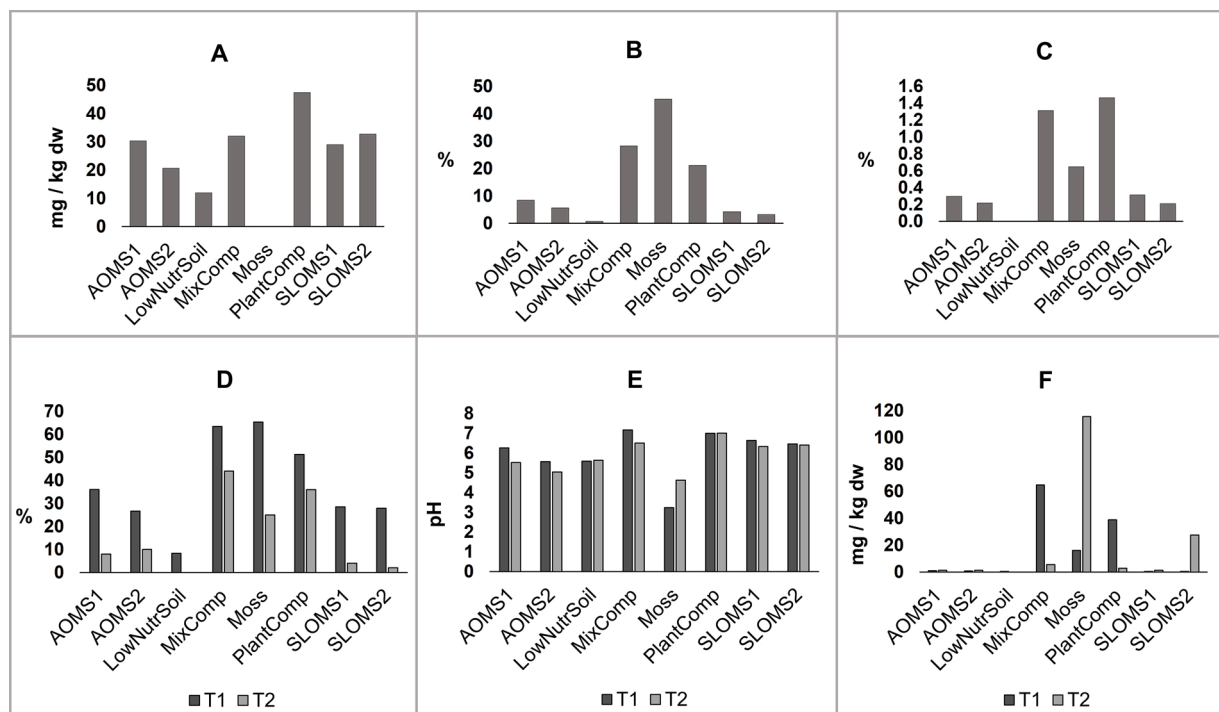 A
mg / kg dw
50
40
30
20
10
0
AOMS1
AOMS2
LowNutrSoil
MixComp
Moss
PlantComp
SLOMS1
SLOMS2
B
%
50
40
30
20
10
0
AOMS1
AOMS2
LowNutrSoil
MixComp
Moss
PlantComp
SLOMS1
SLOMS2
C
%
1.6
1.4
1.2
1.0
0.8
0.6
0.4
0.2
0.0
AOMS1
AOMS2
LowNutrSoil
MixComp
Moss
PlantComp
SLOMS1
SLOMS2
D
%
70
60
50
40
30
20
10
0
AOMS1
AOMS2
LowNutrSoil
MixComp
Moss
PlantComp
SLOMS1
SLOMS2
T1 T2
E
pH
8
7
6
5
4
3
2
1
0
AOMS1
AOMS2
LowNutrSoil
MixComp
Moss
PlantComp
SLOMS1
SLOMS2
T1 T2
F
mg / kg dw
120
100
80
60
40
20
0
AOMS1
AOMS2
LowNutrSoil
MixComp
Moss
PlantComp
SLOMS1
SLOMS2
T1 T2